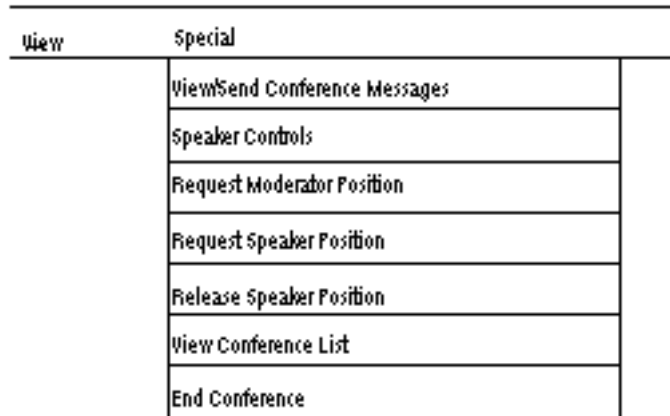 View Special
View/Send Conference Messages
Speaker Controls
Request Moderator Position
Request Speaker Position
Release Speaker Position
View Conference List
End Conference